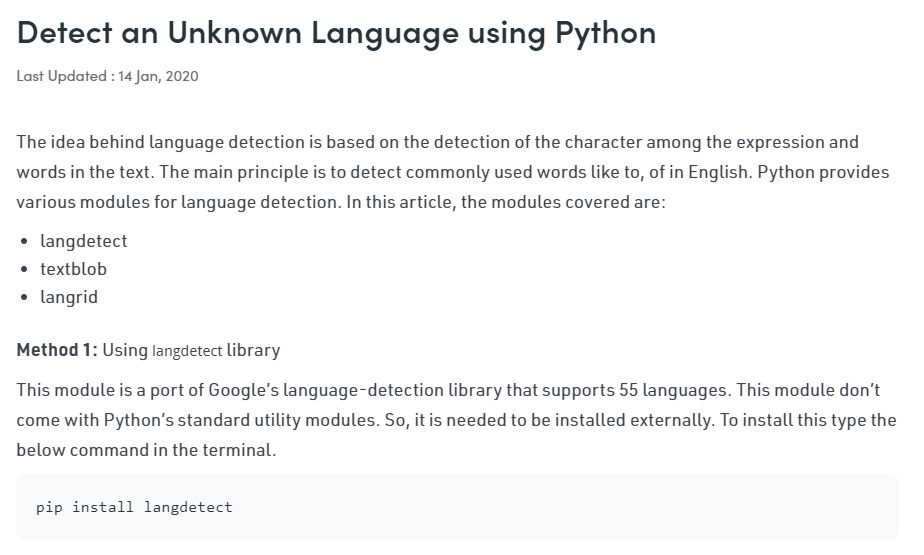 Detect an Unknown Language using Python
Last Updated : 14 Jan, 2020
The idea behind language detection is based on the detection of the character among the expression and
words in the text. The main principle is to detect commonly used words like to, of in English. Python provides
various modules for language detection. In this article, the modules covered are:
• langdetect
• textblob
• langrid
Method 1: Using langdetect library
This module is a port of Google’s language-detection library that supports 55 languages. This module don’t
come with Python’s standard utility modules. So, it is needed to be installed externally. To install this type the
below command in the terminal.
pip install langdetect